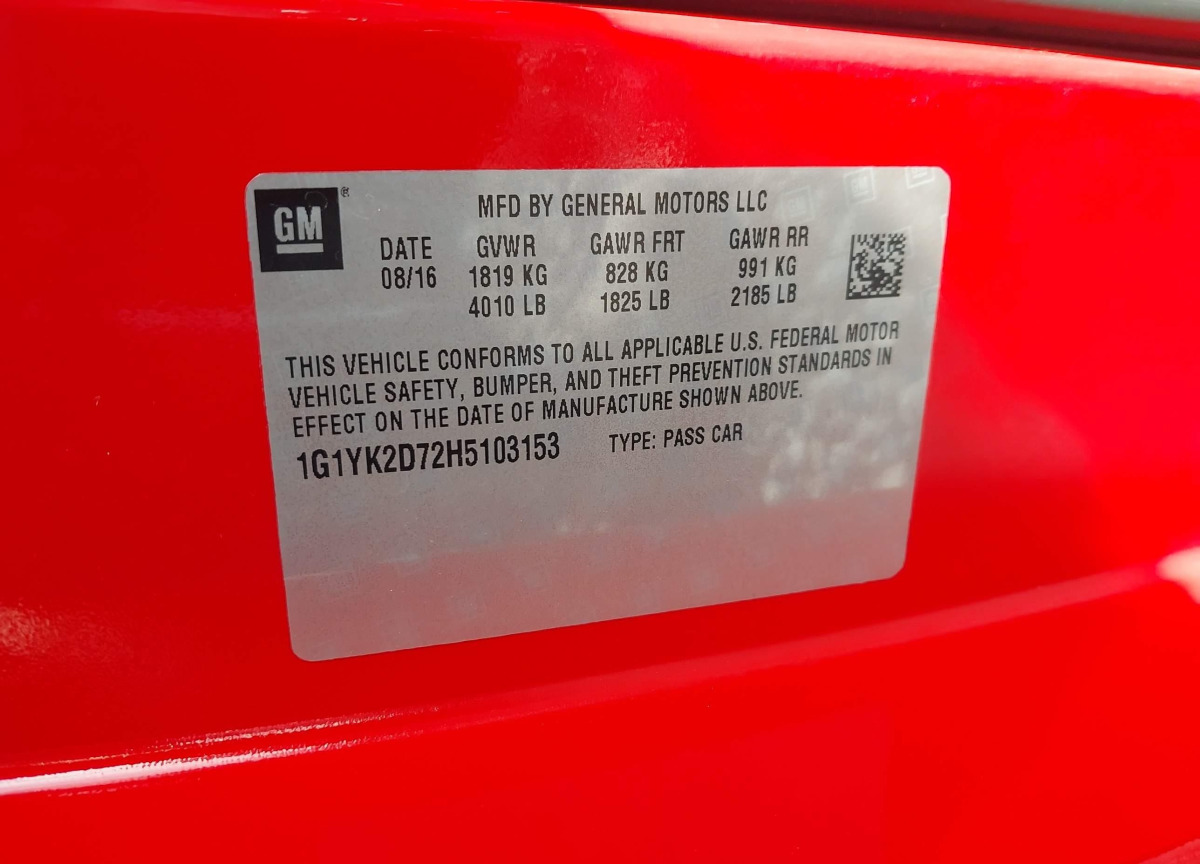 GM®
MFD BY GENERAL MOTORS LLC
DATE GVWR GAWR FRT GAWR RR
08/16 1819 KG 828 KG 991 KG
4010 LB 1825 LB 2185 LB
THIS VEHICLE CONFORMS TO ALL APPLICABLE U.S. FEDERAL MOTOR
VEHICLE SAFETY, BUMPER, AND THEFT PREVENTION STANDARDS IN
EFFECT ON THE DATE OF MANUFACTURE SHOWN ABOVE.
1G1YK2D72H5103153 TYPE: PASS CAR